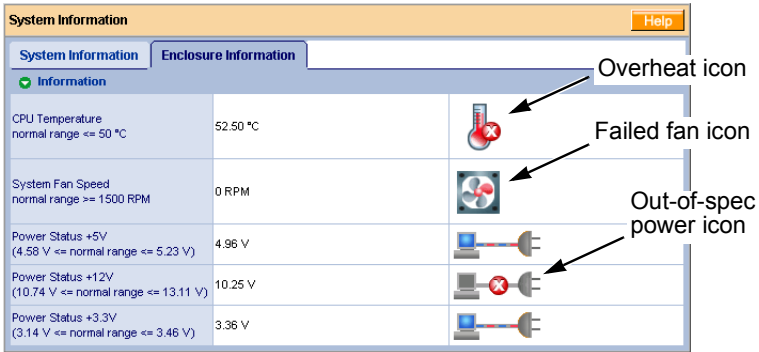 System Information
Help
System Information
Enclosure Information
Information
Overheat icon
CPU Temperature
normal range <= 50 °C
52.50 °C
Failed fan icon
System Fan Speed
normal range >= 1500 RPM
0 RPM
Out-of-spec
power icon
Power Status +5V
(4.58 V <= normal range <= 5.23 V)
4.96 V
Power Status +12V
(10.74 V <= normal range <= 13.11 V)
10.25 V
Power Status +3.3V
(3.14 V <= normal range <= 3.46 V)
3.36 V